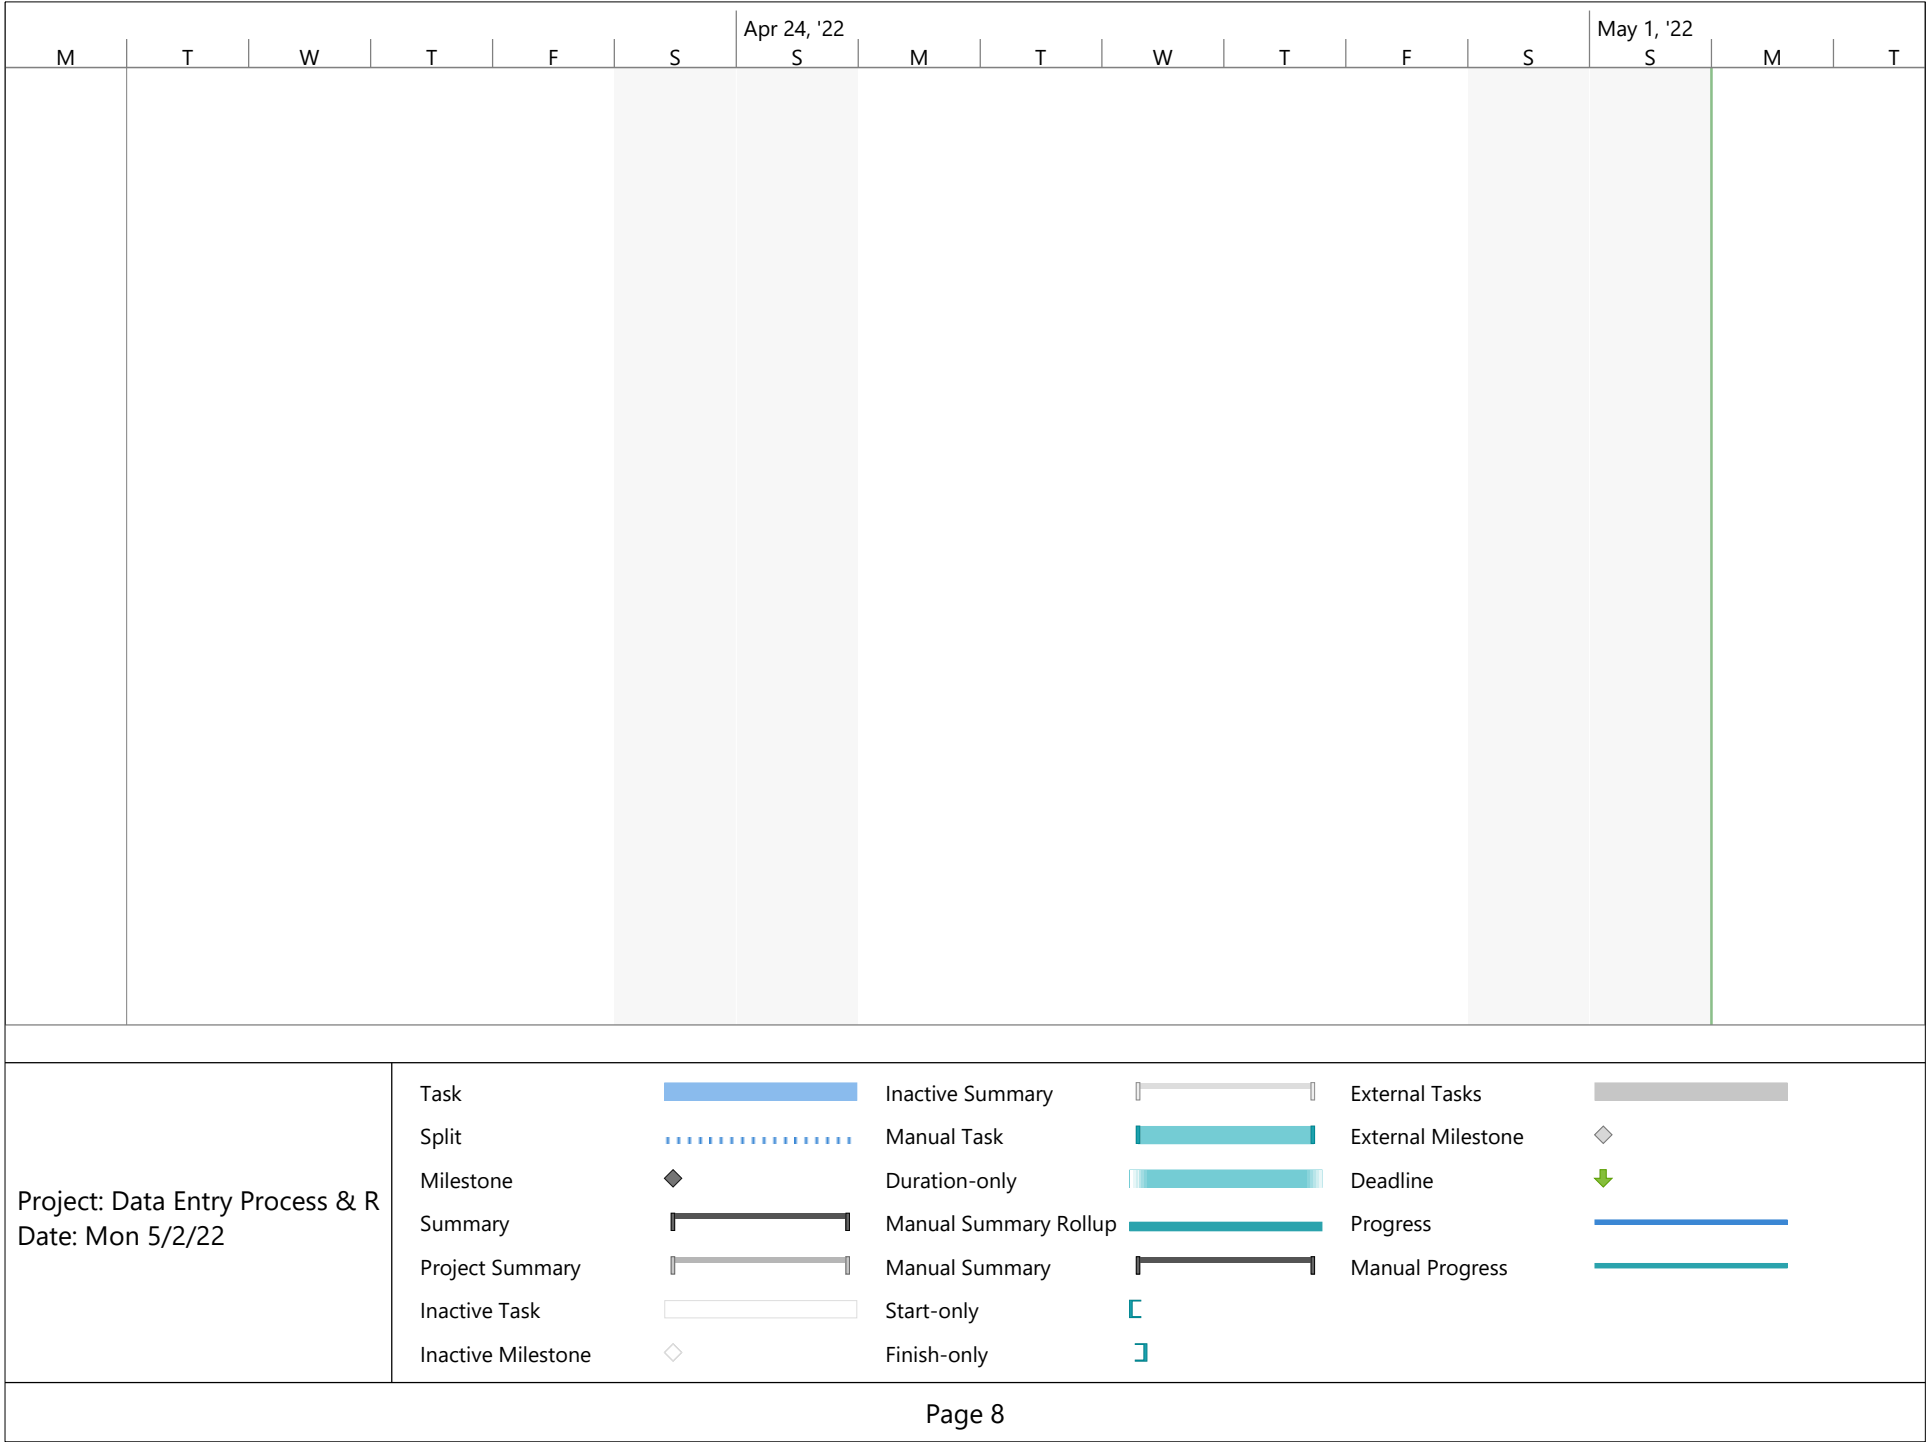 Apr 24, '22 May 1, '22
M T W T F S S M T W T F S S M T
Project: Data Entry Process & R
Date: Mon 5/2/22
Task
Split
Milestone
Summary
Project Summary
Inactive Task
Inactive Milestone
Inactive Summary
Manual Task
Duration-only
Manual Summary Rollup
Manual Summary
Start-only
Finish-only
External Tasks
External Milestone
Deadline
Progress
Manual Progress
Page 8